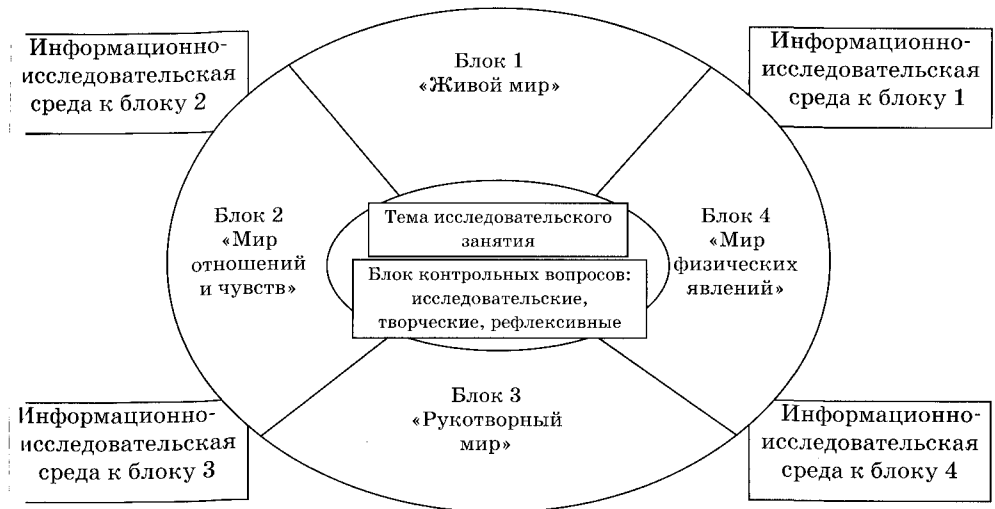 Информационно-
исследовательская
среда к блоку 2
Блок 1
«Живой мир»
Информационно-
исследовательская
среда к блоку 1
Блок 2
«Мир
отношений
и чувств»
Тема исследовательского
занятия
Блок контрольных вопросов:
исследовательские,
творческие, рефлексивные
Блок 4
«Мир
физических
явлений»
Блок 3
«Рукотворный
мир»
Информационно-
исследовательская
среда к блоку 3
Информационно-
исследовательская
среда к блоку 4